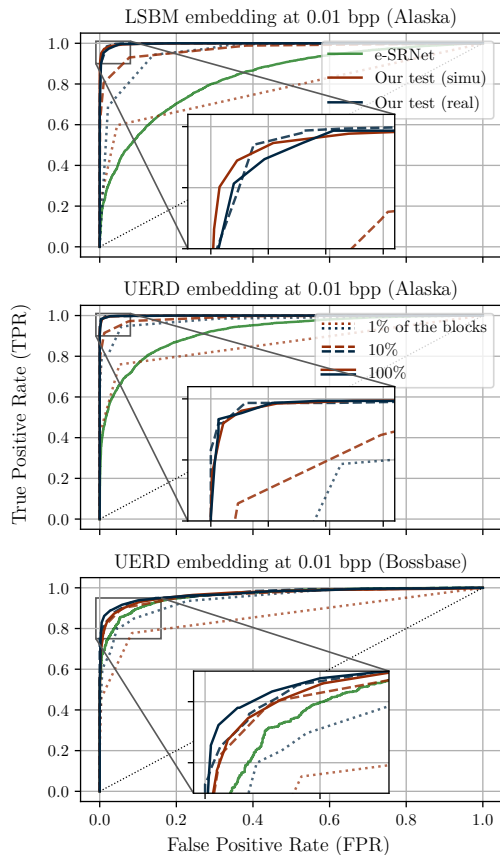 LSBM embedding at 0.01 bpp (Alaska)
1.0
0.8
0.6
0.4
0.2
0.0
e-SRNet
Our test (simu)
Our test (real)
UERD embedding at 0.01 bpp (Alaska)
True Positive Rate (TPR)
1.0
0.8
0.6
0.4
0.2
0.0
1% of the blocks
10%
100%
UERD embedding at 0.01 bpp (Bossbase)
1.0
0.8
0.6
0.4
0.2
0.0
0.0 0.2 0.4 0.6 0.8 1.0
False Positive Rate (FPR)